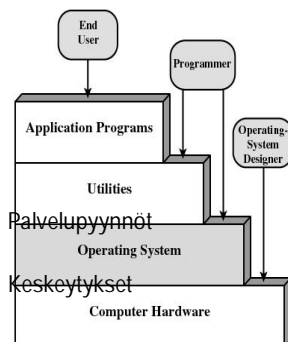 End
User
Programmer
Application Programs
Operating-
System
Designer
Utilities
Palvelupyynnöt
Operating System
Keskeytykset
Computer Hardware